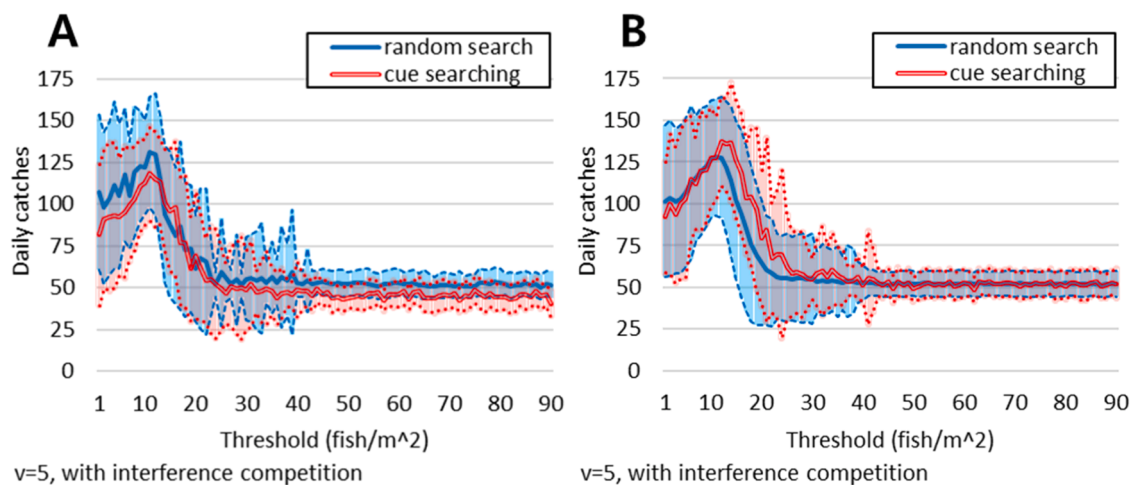 A
random search
cue searching
175
150
125
100
75
50
25
0
Daily catches
1 10 20 30 40 50 60 70 80 90
Threshold (fish/m^2)
v=5, with interference competition
B
random search
cue searching
175
150
125
100
75
50
25
0
Daily catches
1 10 20 30 40 50 60 70 80 90
Threshold (fish/m^2)
v=5, with interference competition